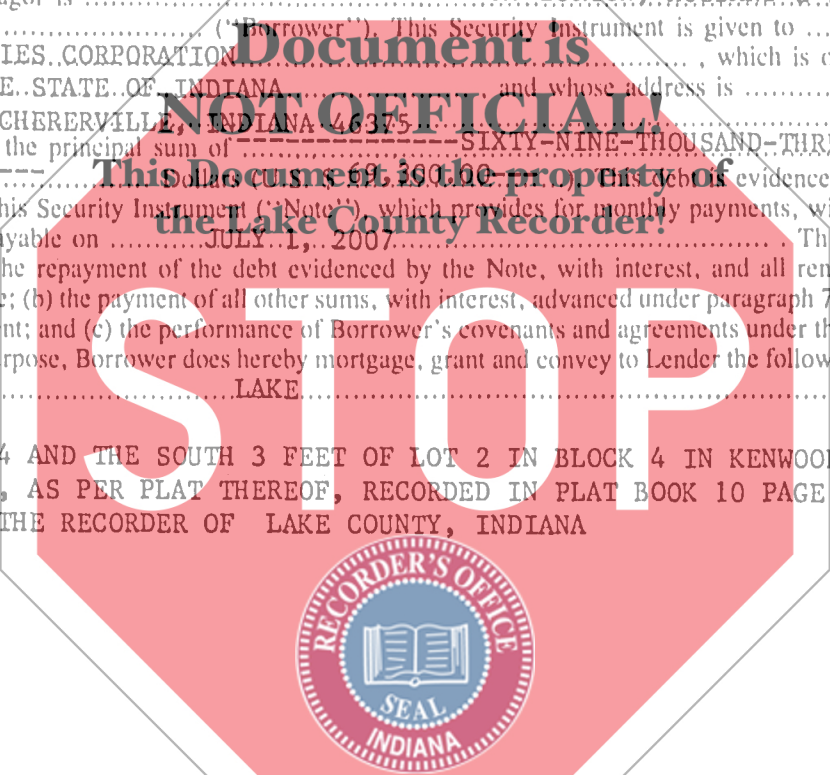 agor is
("Borrower"). This Security Instrument is given to
IES CORPORATION , which is
E STATE OF INDIANA and whose address is
CHERERVILLE, INDIANA 46375
the principal sum of SIXTY-NINE-THOUSAND-THR
Dollars (U.S. $ 69,300.00 ). This debt is evidence
his Security Instrument ("Note"), which provides for monthly payments, wi
yable on JULY 1, 2007 . Th
he repayment of the debt evidenced by the Note, with interest, and all ren
e; (b) the payment of all other sums, with interest, advanced under paragraph 7
ent; and (c) the performance of Borrower's covenants and agreements under th
rpose, Borrower does hereby mortgage, grant and convey to Lender the follow
LAKE
4 AND THE SOUTH 3 FEET OF LOT 2 IN BLOCK 4 IN KENWOO
, AS PER PLAT THEREOF, RECORDED IN PLAT BOOK 10 PAGE
THE RECORDER OF LAKE COUNTY, INDIANA
Document is
NOT OFFICIAL!
This Document is the property of
the Lake County Recorder!
STOP
RECORDER'S OFFICE
SEAL
INDIANA